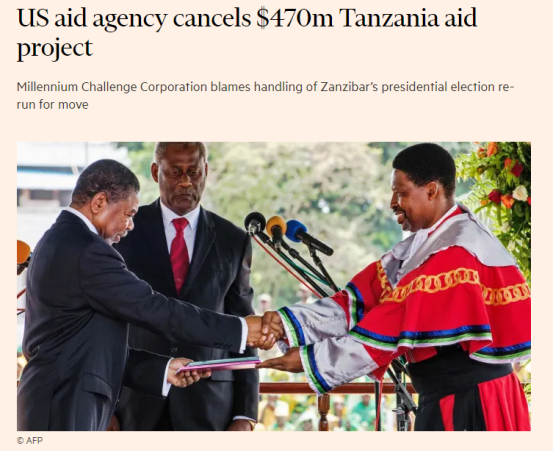 US aid agency cancels $470m Tanzania aid
project
Millennium Challenge Corporation blames handling of Zanzibar’s presidential election re-
run for move
© AFP